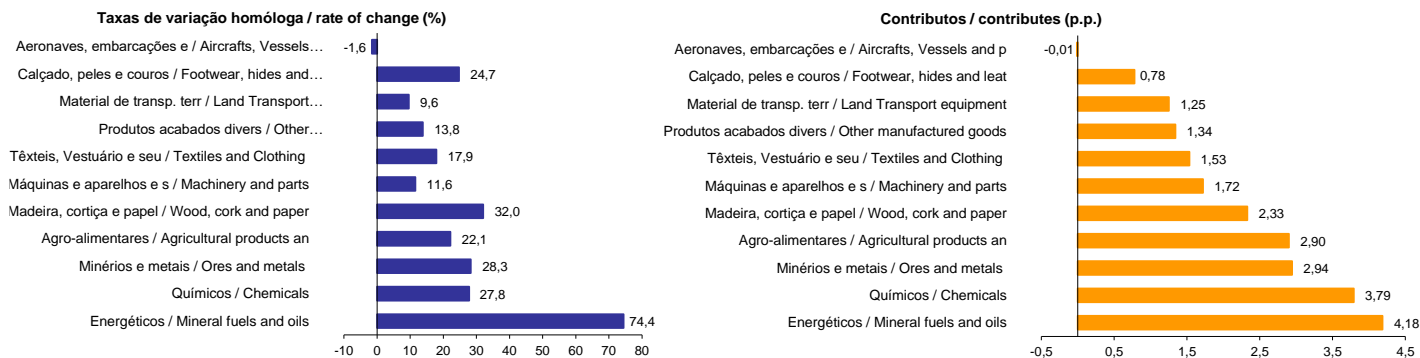 Taxas de variação homóloga / rate of change (%)
Aeronaves, embarcações e / Aircrafts, Vessels…
-1,6
Calçado, peles e couros / Footwear, hides and…
24,7
Material de transp. terr / Land Transport…
9,6
Produtos acabados divers / Other…
13,8
Têxteis, Vestuário e seu / Textiles and Clothing
17,9
Máquinas e aparelhos e s / Machinery and parts
11,6
Madeira, cortiça e papel / Wood, cork and paper
32,0
Agro-alimentares / Agricultural products an
22,1
Minérios e metais / Ores and metals
28,3
Químicos / Chemicals
27,8
Energéticos / Mineral fuels and oils
74,4
-10 0 10 20 30 40 50 60 70 80
Contributos / contributes (p.p.)
Aeronaves, embarcações e / Aircrafts, Vessels and p
-0,01
Calçado, peles e couros / Footwear, hides and leat
0,78
Material de transp. terr / Land Transport equipment
1,25
Produtos acabados divers / Other manufactured goods
1,34
Têxteis, Vestuário e seu / Textiles and Clothing
1,53
Máquinas e aparelhos e s / Machinery and parts
1,72
Madeira, cortiça e papel / Wood, cork and paper
2,33
Agro-alimentares / Agricultural products an
2,90
Minérios e metais / Ores and metals
2,94
Químicos / Chemicals
3,79
Energéticos / Mineral fuels and oils
4,18
-0,5 0,5 1,5 2,5 3,5 4,5